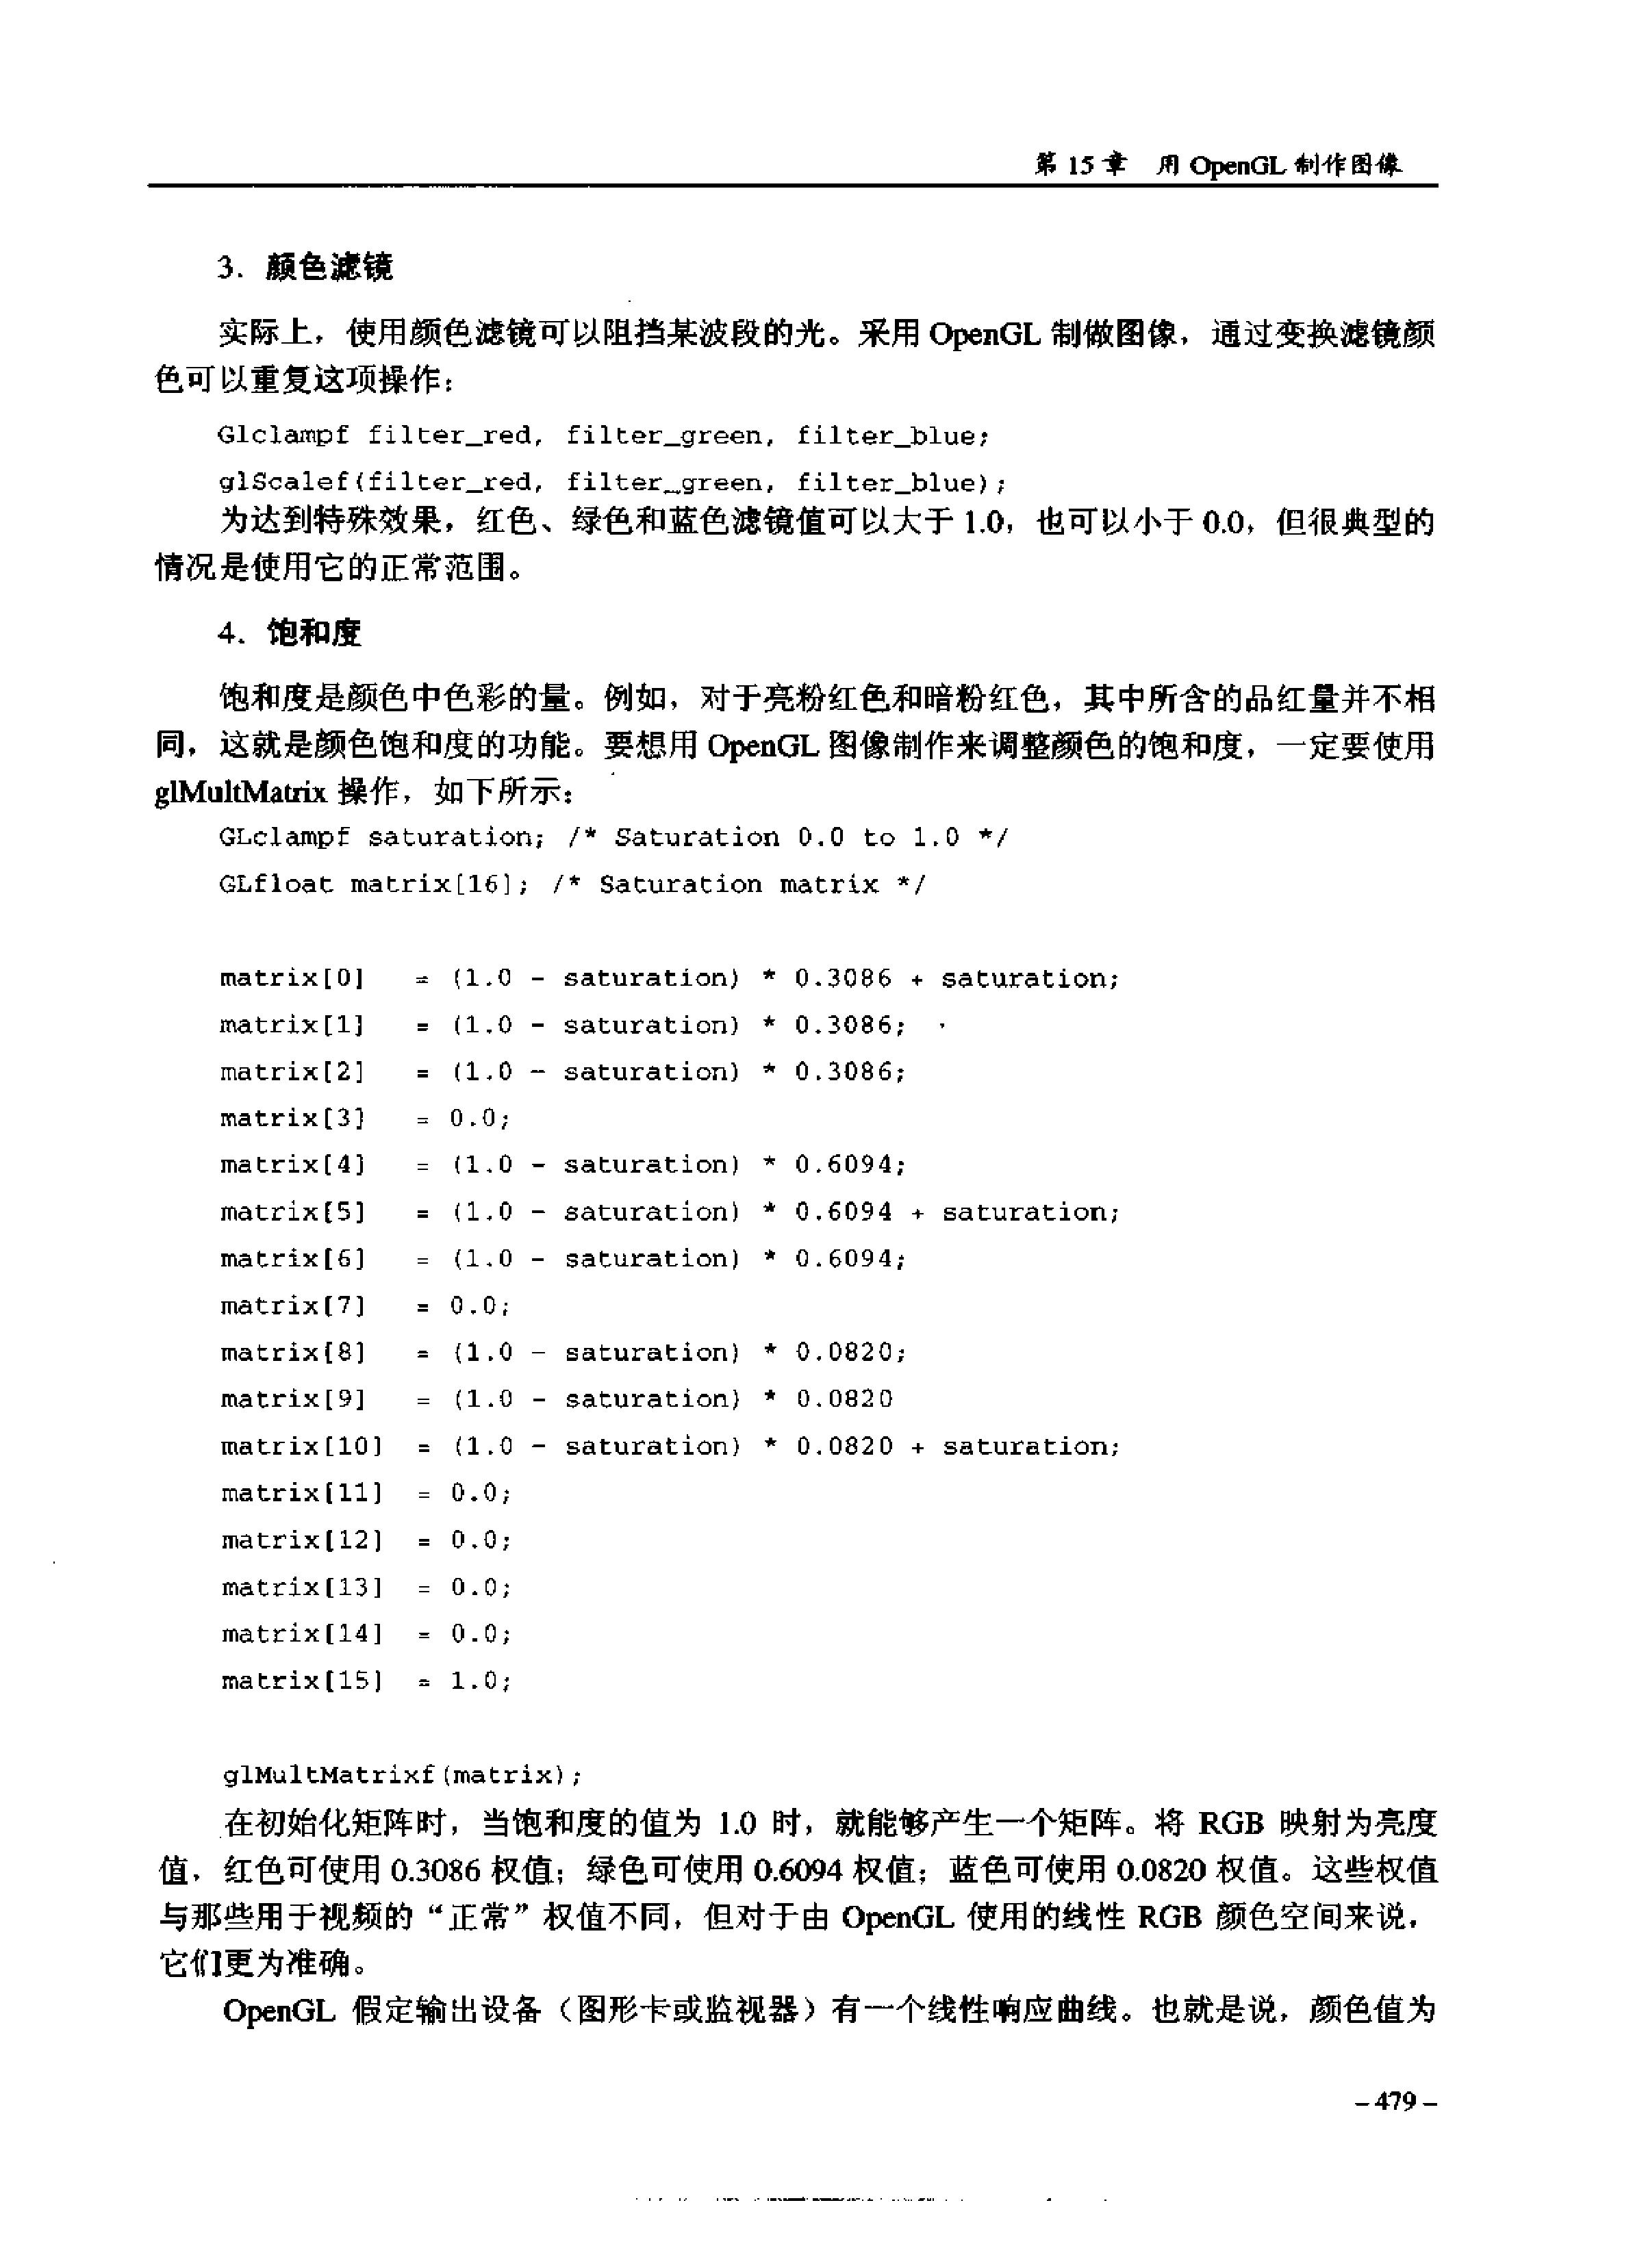 第 15 章 用 OpenGL 制作图像
3．颜色滤镜
实际上，使用颜色滤镜可以阻挡某波段的光。采用 OpenGL 制做图像，通过变换滤镜颜
色可以重复这项操作：
Glclampf filter_red, filter_green, filter_blue;
glScalef(filter_red, filter_green, filter_blue);
为达到特殊效果，红色、绿色和蓝色滤镜值可以大于 1.0，也可以小于 0.0，但很典型的
情况是使用它的正常范围。
4．饱和度
饱和度是颜色中色彩的量。例如，对于亮粉红色和暗粉红色，其中所含的品红量并不相
同，这就是颜色饱和度的功能。要想用 OpenGL 图像制作来调整颜色的饱和度，一定要使用
glMultMatrix 操作，如下所示：
GLclampf saturation; /* Saturation 0.0 to 1.0 */
GLfloat matrix[16]; /* Saturation matrix */
matrix[0] = (1.0 - saturation) * 0.3086 + saturation;
matrix[1] = (1.0 - saturation) * 0.3086;
matrix[2] = (1.0 - saturation) * 0.3086;
matrix[3] = 0.0;
matrix[4] = (1.0 - saturation) * 0.6094;
matrix[5] = (1.0 - saturation) * 0.6094 + saturation;
matrix[6] = (1.0 - saturation) * 0.6094;
matrix[7] = 0.0;
matrix[8] = (1.0 - saturation) * 0.0820;
matrix[9] = (1.0 - saturation) * 0.0820
matrix[10] = (1.0 - saturation) * 0.0820 + saturation;
matrix[11] = 0.0;
matrix[12] = 0.0;
matrix[13] = 0.0;
matrix[14] = 0.0;
matrix[15] = 1.0;
glMultMatrixf(matrix);
在初始化矩阵时，当饱和度的值为 1.0 时，就能够产生一个矩阵。将 RGB 映射为亮度
值，红色可使用 0.3086 权值；绿色可使用 0.6094 权值；蓝色可使用 0.0820 权值。这些权值
与那些用于视频的“正常”权值不同，但对于由 OpenGL 使用的线性 RGB 颜色空间来说，
它们更为准确。
OpenGL 假定输出设备（图形卡或监视器）有一个线性响应曲线。也就是说，颜色值为
– 479 –